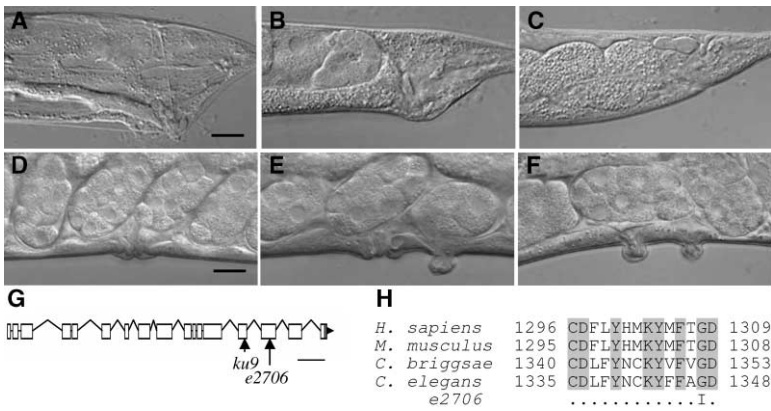 A B C
D E F
G
ku9
e2706
H
H. sapiens 1296 CDFLYHMKYMFTGD 1309
M. musculus 1295 CDFLYHMKYMFTGD 1308
C. briggsae 1340 CDLFYNCKYVFVGD 1353
C. elegans 1335 CDLFYNCKYFFAGD 1348
e2706 ............I.